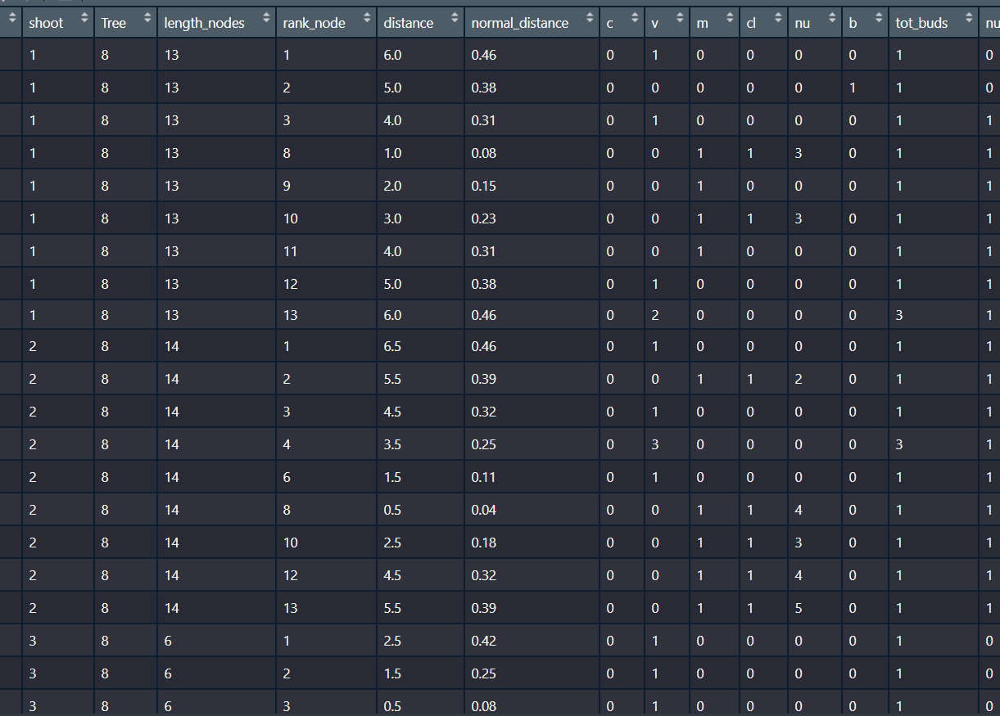 shoot Tree length_nodes rank_node distance normal_distance c v m cl nu b tot_buds nu
1 8 13 1 6.0 0.46 0 1 0 0 0 0 1 0
1 8 13 2 5.0 0.38 0 0 0 0 0 1 1 0
1 8 13 3 4.0 0.31 0 1 0 0 0 0 1 1
1 8 13 8 1.0 0.08 0 0 1 1 3 0 1 1
1 8 13 9 2.0 0.15 0 0 1 0 0 0 1 1
1 8 13 10 3.0 0.23 0 0 1 1 3 0 1 1
1 8 13 11 4.0 0.31 0 0 1 0 0 0 1 1
1 8 13 12 5.0 0.38 0 1 0 0 0 0 1 1
1 8 13 13 6.0 0.46 0 2 0 0 0 0 3 1
2 8 14 1 6.5 0.46 0 1 0 0 0 0 1 1
2 8 14 2 5.5 0.39 0 0 1 1 2 0 1 1
2 8 14 3 4.5 0.32 0 1 0 0 0 0 1 1
2 8 14 4 3.5 0.25 0 3 0 0 0 0 3 1
2 8 14 6 1.5 0.11 0 1 0 0 0 0 1 1
2 8 14 8 0.5 0.04 0 0 1 1 4 0 1 1
2 8 14 10 2.5 0.18 0 0 1 1 3 0 1 1
2 8 14 12 4.5 0.32 0 0 1 1 4 0 1 1
2 8 14 13 5.5 0.39 0 0 1 1 5 0 1 1
3 8 6 1 2.5 0.42 0 1 0 0 0 0 1 0
3 8 6 2 1.5 0.25 0 1 0 0 0 0 1 0
3 8 6 3 0.5 0.08 0 1 0 0 0 0 1 0